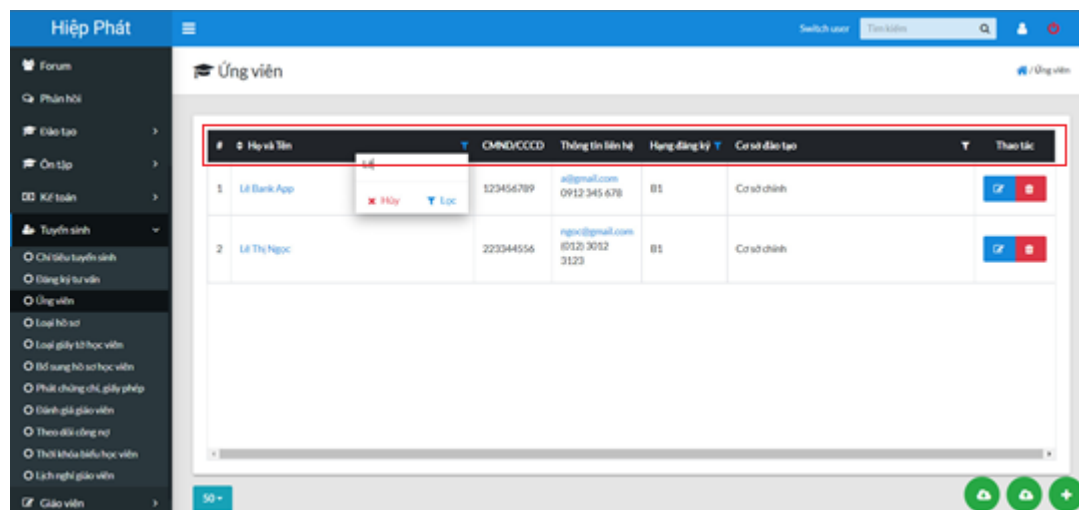 Hiệp Phát
Switch user
Tìm kiếm
Forum
Phản hồi
Đào tạo
Ôn tập
Kế toán
Tuyển sinh
Chỉ tiêu tuyển sinh
Đăng ký tư vấn
Ứng viên
Loại hồ sơ
Loại giấy tờ học viên
Bổ sung hồ sơ học viên
Phát chứng chỉ, giấy phép
Đánh giá giáo viên
Theo dõi công nợ
Thời khóa biểu học viên
Lịch nghỉ giáo viên
Giáo viên
Ứng viên
/ Ứng viên
# Họ và Tên CMND/CCCD Thông tin liên hệ Hạng đăng ký Cơ sở đào tạo Thao tác
Lê
Hủy Lọc
1 Lê Bank App 123456789 a@gmail.com B1 Cơ sở chính
0912 345 678
2 Lê Thị Ngọc 223344556 ngoc@gmail.com B1 Cơ sở chính
(012) 3012
3123
50